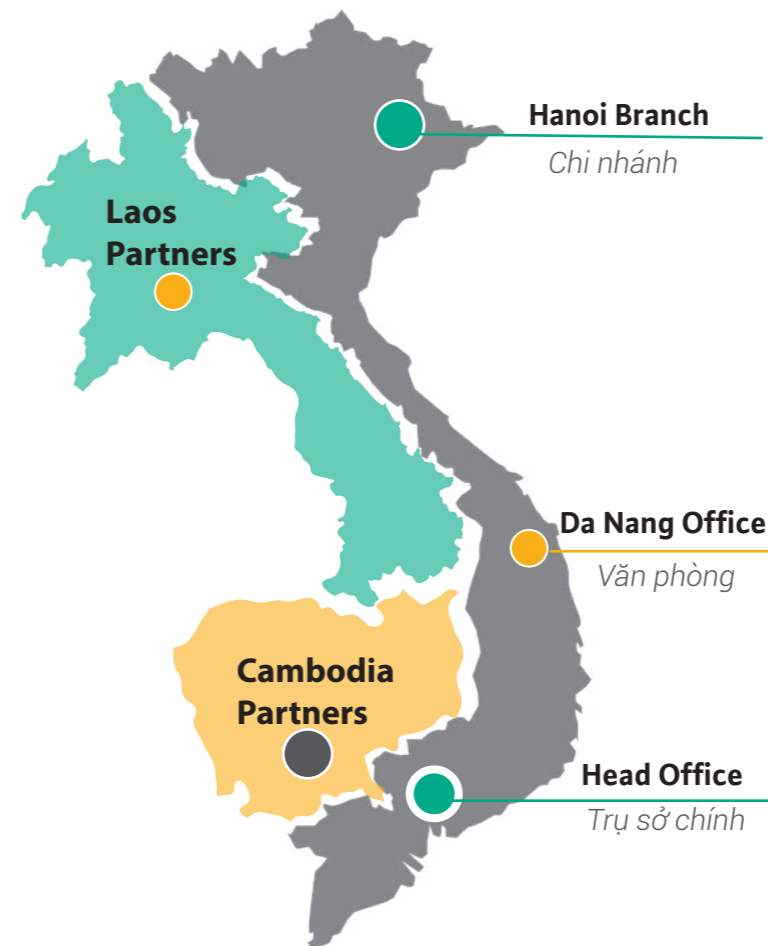 Hanoi Branch
Chi nhánh
Laos
Partners
Da Nang Office
Văn phòng
Cambodia
Partners
Head Office
Trụ sở chính